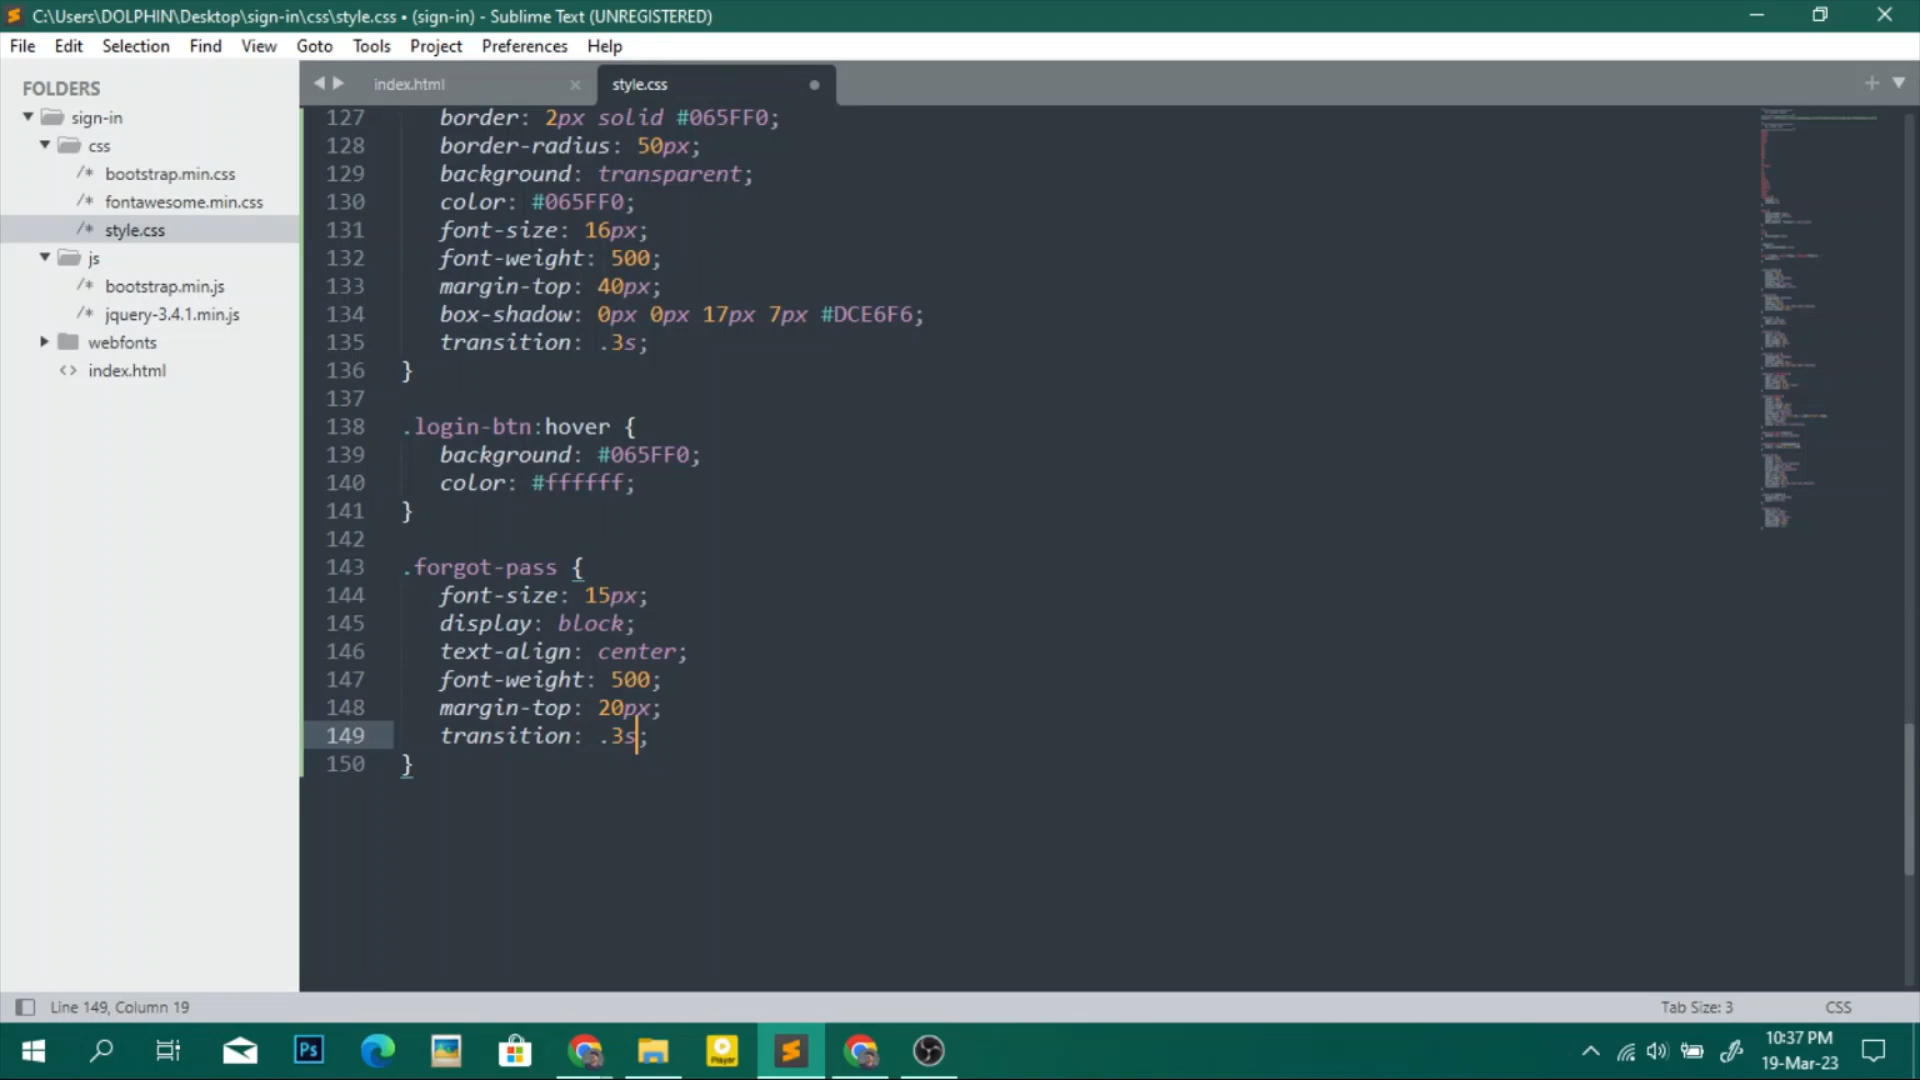 C:\Users\DOLPHIN\Desktop\sign-in\css\style.css • (sign-in) - Sublime Text (UNREGISTERED)
File Edit Selection Find View Goto Tools Project Preferences Help
FOLDERS
sign-in
css
/* bootstrap.min.css
/* fontawesome.min.css
/* style.css
js
/* bootstrap.min.js
/* jquery-3.4.1.min.js
webfonts
<> index.html
index.html
style.css
127 border: 2px solid #065FF0;
128 border-radius: 50px;
129 background: transparent;
130 color: #065FF0;
131 font-size: 16px;
132 font-weight: 500;
133 margin-top: 40px;
134 box-shadow: 0px 0px 17px 7px #DCE6F6;
135 transition: .3s;
136 }
137
138 .login-btn:hover {
139 background: #065FF0;
140 color: #ffffff;
141 }
142
143 .forgot-pass {
144 font-size: 15px;
145 display: block;
146 text-align: center;
147 font-weight: 500;
148 margin-top: 20px;
149 transition: .3s;
150 }
Line 149, Column 19
Tab Size: 3
CSS
Ps
Player
10:37 PM
19-Mar-23